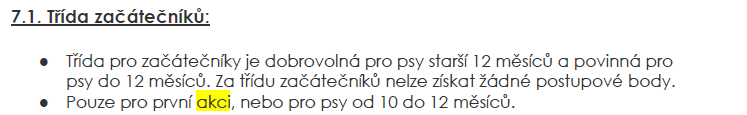 7.1. Třída začátečníků:
● Třída pro začátečníky je dobrovolná pro psy starší 12 měsíců a povinná pro
psy do 12 měsíců. Za třídu začátečníků nelze získat žádné postupové body.
● Pouze pro první akci, nebo pro psy od 10 do 12 měsíců.